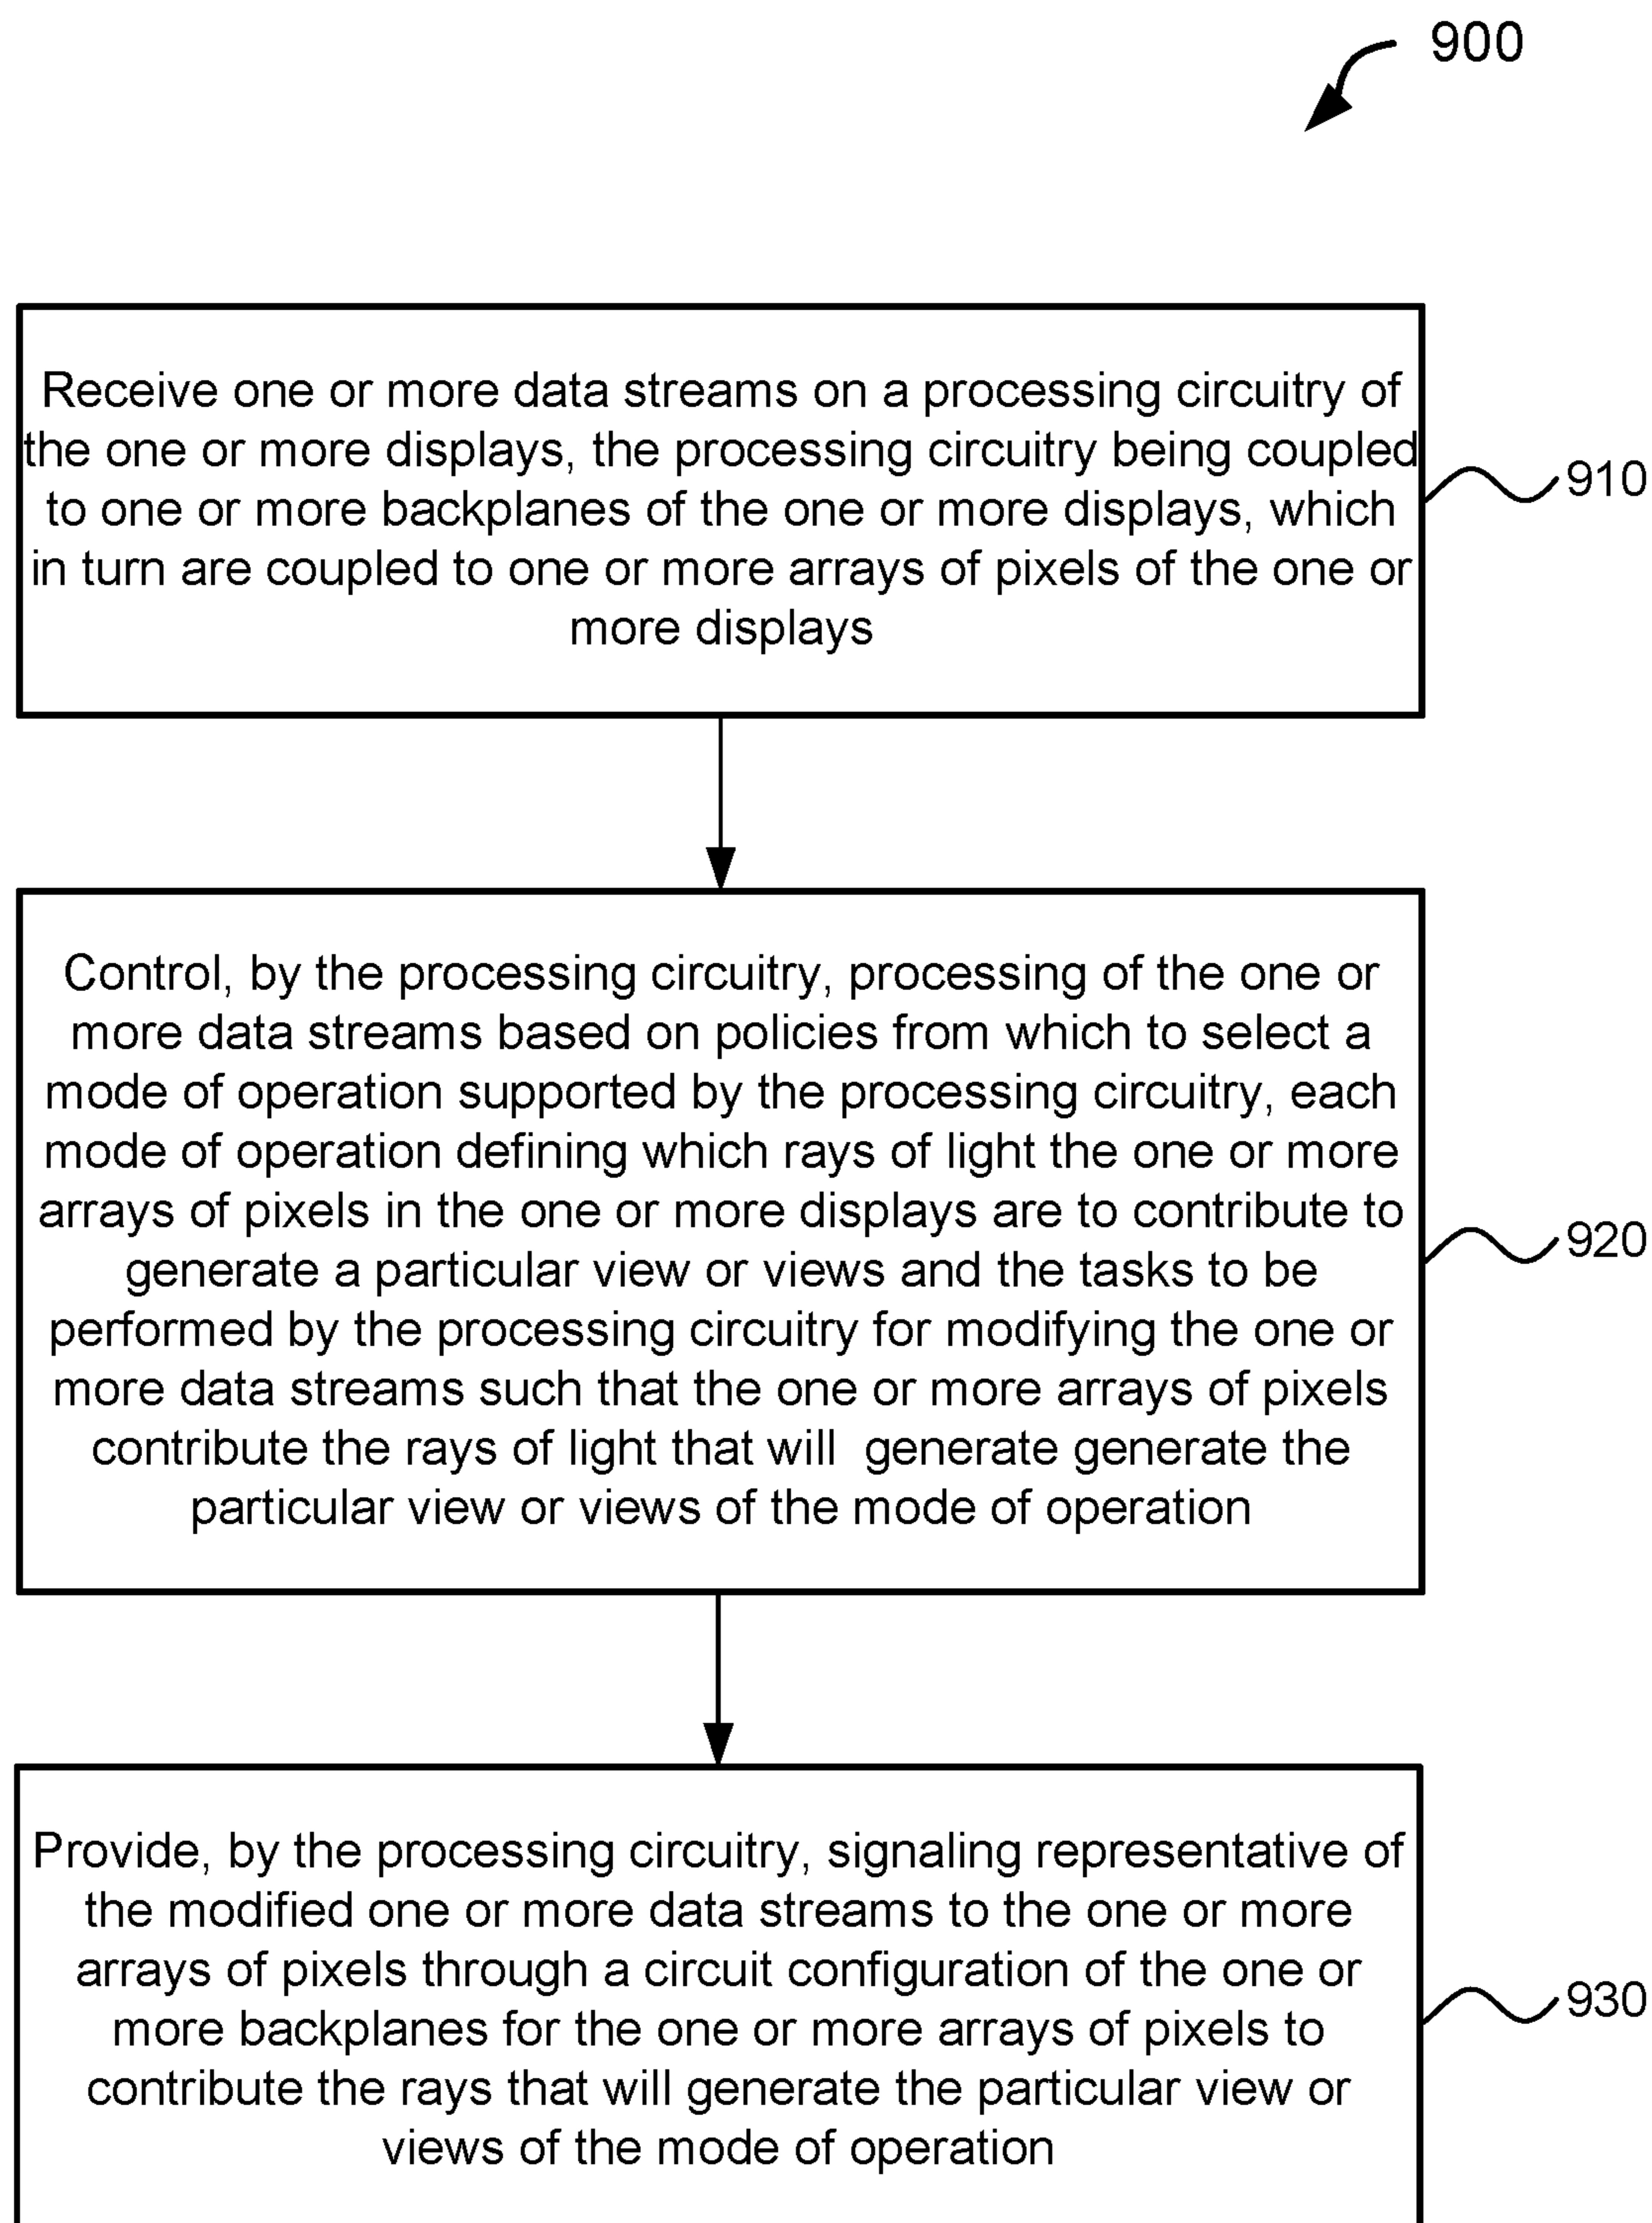 900
Receive one or more data streams on a processing circuitry of
the one or more displays, the processing circuitry being coupled
to one or more backplanes of the one or more displays, which
in turn are coupled to one or more arrays of pixels of the one or
more displays
910
Control, by the processing circuitry, processing of the one or
more data streams based on policies from which to select a
mode of operation supported by the processing circuitry, each
mode of operation defining which rays of light the one or more
arrays of pixels in the one or more displays are to contribute to
generate a particular view or views and the tasks to be
performed by the processing circuitry for modifying the one or
more data streams such that the one or more arrays of pixels
contribute the rays of light that will  generate generate the
particular view or views of the mode of operation
920
Provide, by the processing circuitry, signaling representative of
the modified one or more data streams to the one or more
arrays of pixels through a circuit configuration of the one or
more backplanes for the one or more arrays of pixels to
contribute the rays that will generate the particular view or
views of the mode of operation
930